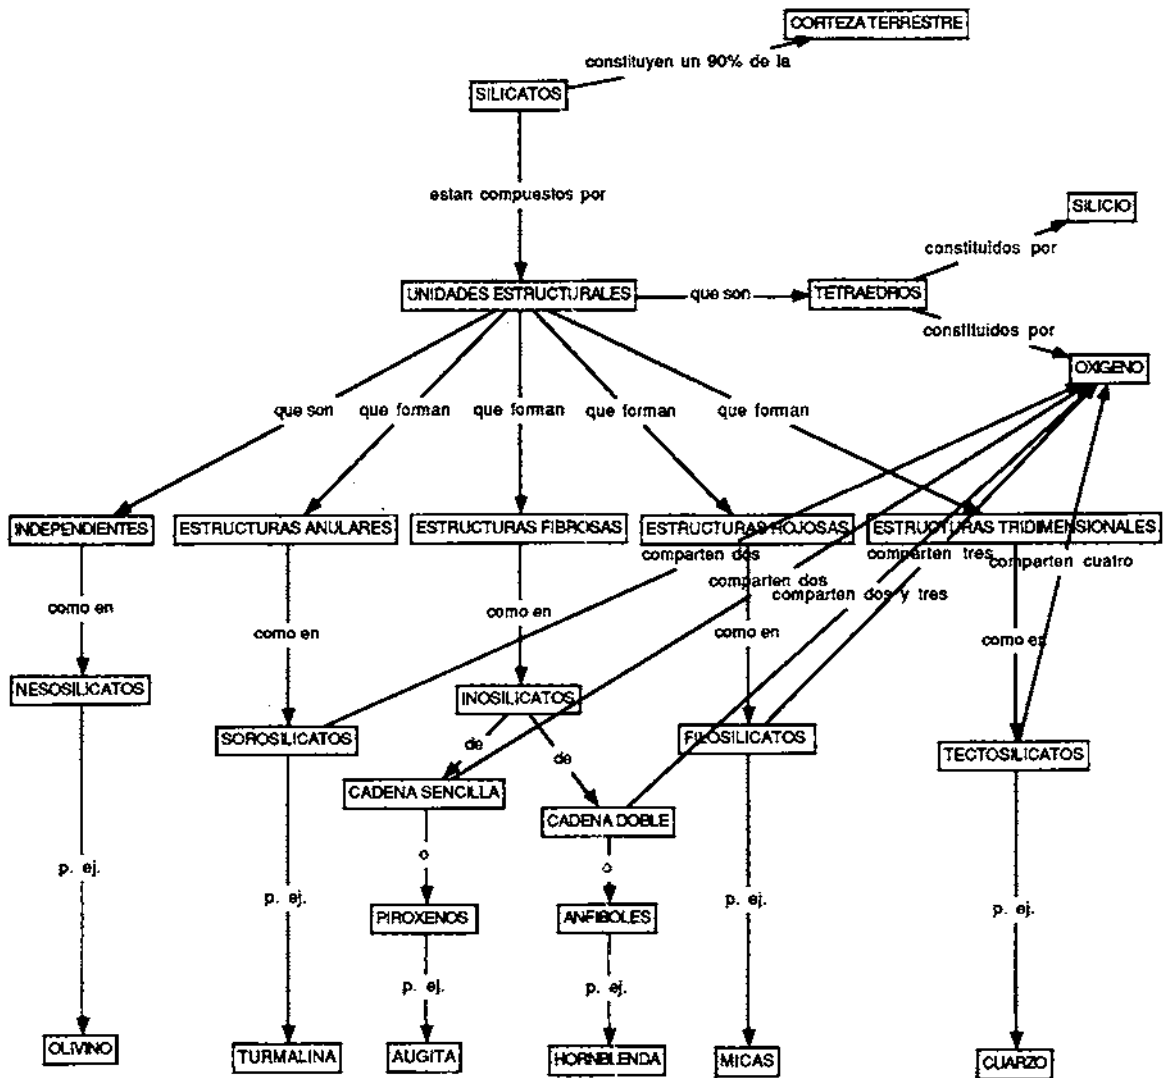 CORTEZA TERRESTRE
constituyen un 90% de la
SILICATOS
estan compuestos por
SILICIO
constituidos por
UNIDADES ESTRUCTURALES
que son
TETRAEDROS
constituidos por
OXIGENO
que son
que forman
que forman
que forman
que forman
INDEPENDIENTES
ESTRUCTURAS ANULARES
ESTRUCTURAS FIBROSAS
ESTRUCTURAS HOJOSAS
ESTRUCTURAS TRIDIMENSIONALES
comparten dos
comparten tres
comparten cuatro
comparten dos
comparten dos y tres
como en
como en
como en
como en
como en
NESOSILICATOS
INOSILICATOS
SOROSILICATOS
FILOSILICATOS
TECTOSILICATOS
de
de
CADENA SENCILLA
CADENA DOBLE
o
o
p. ej.
p. ej.
p. ej.
p. ej.
PIROXENOS
ANFIBOLES
p. ej.
p. ej.
OLIVINO
TURMALINA
AUGITA
HORNBLENDA
MICAS
CUARZO